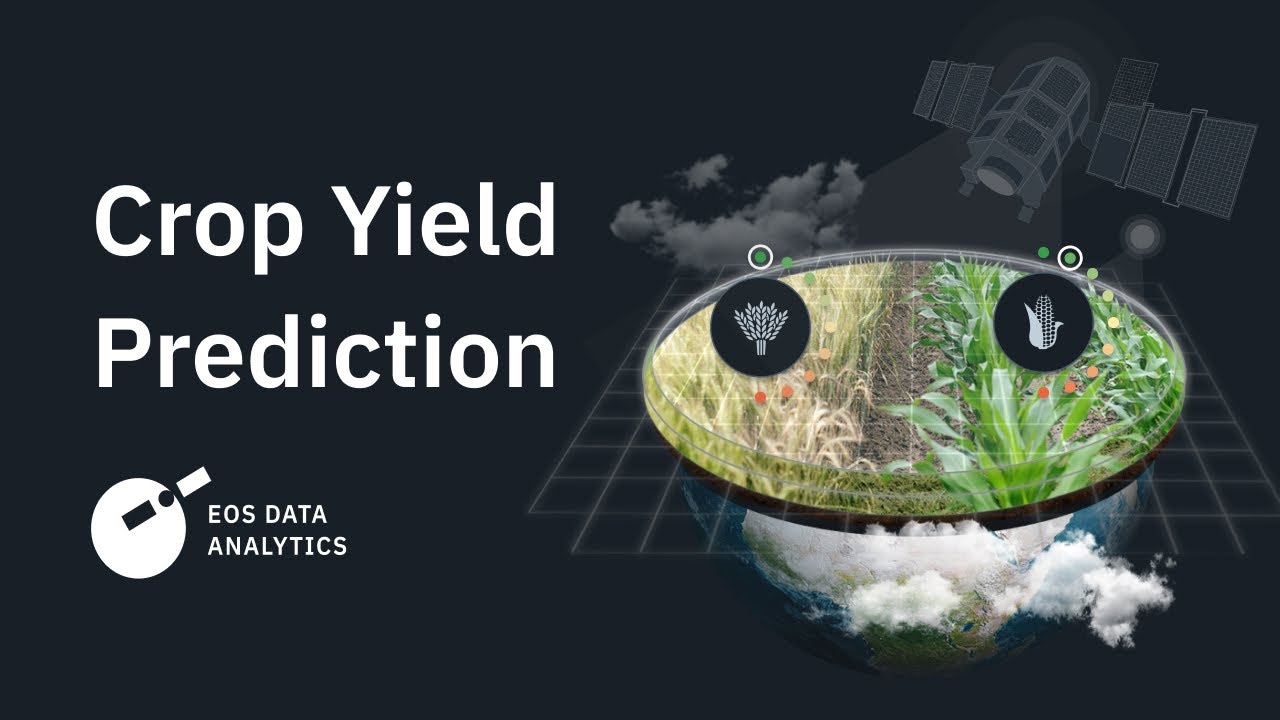 Crop Yield
Prediction
EOS DATA
ANALYTICS